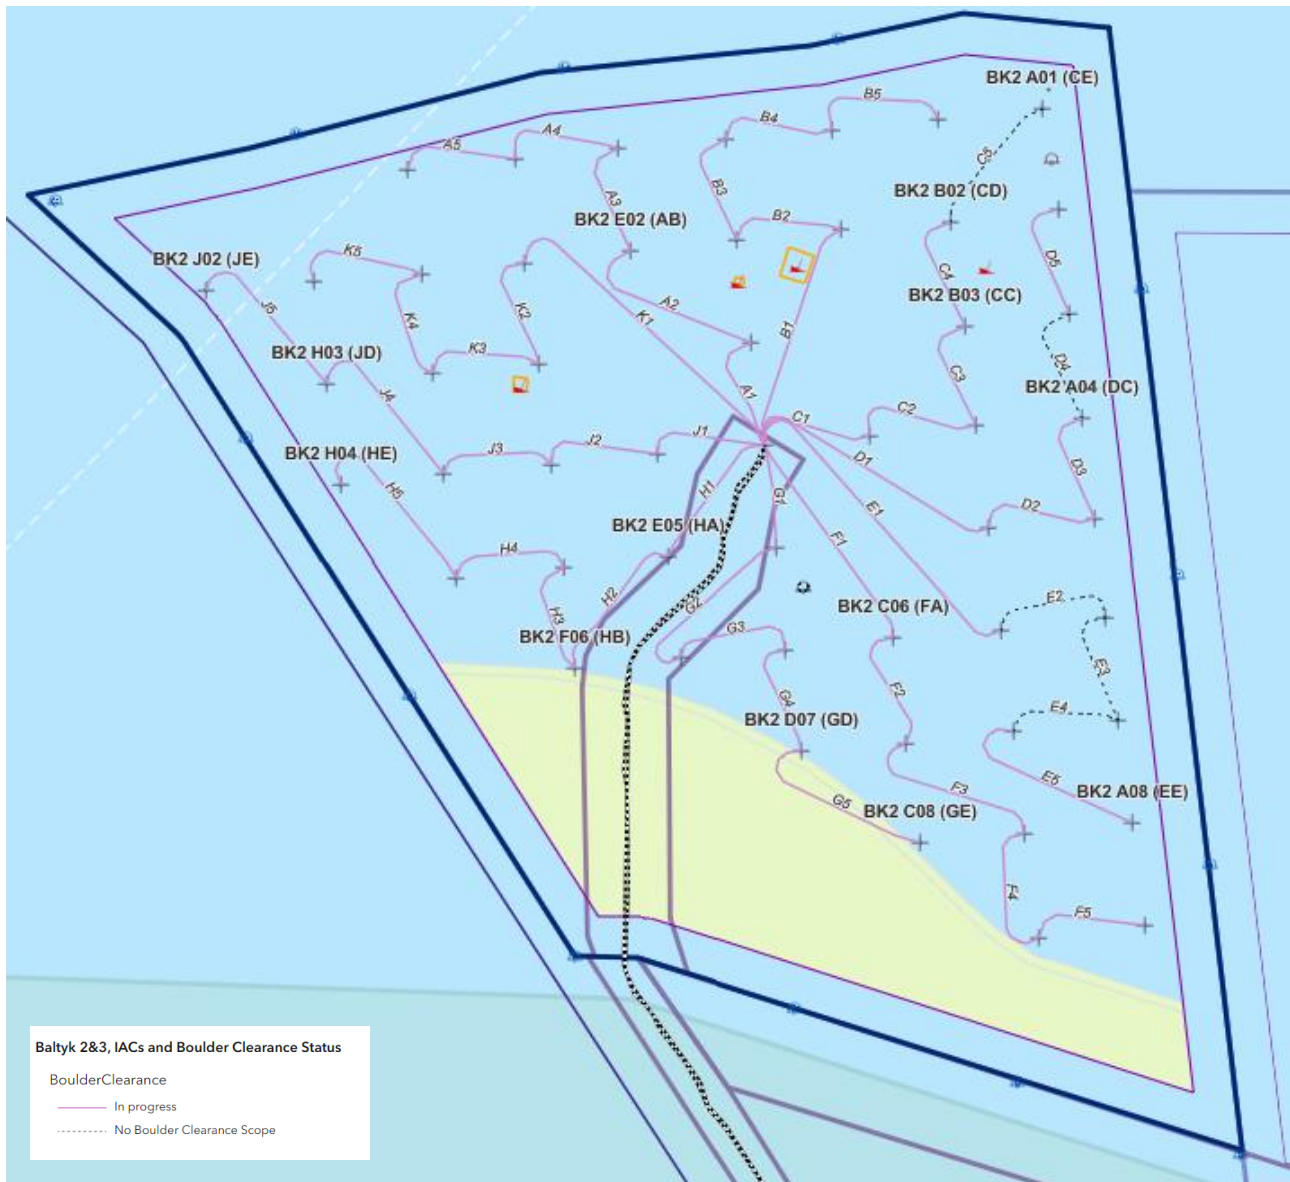 BK2 A01 (CE)
B5
B4
A4
A5
C5
B3
A3
BK2 B02 (CD)
BK2 E02 (AB)
B2
K5
BK2 J02 (JE)
D5
C4
BK2 B03 (CC)
A2
J5
K2
K1
K4
B1
K3
BK2 H03 (JD)
D4
C3
BK2 A04 (DC)
J4
A1
C2
C1
J1
J2
J3
BK2 H04 (HE)
D1
D3
H5
H1
G1
D2
E1
BK2 E05 (HA)
F1
H4
H2
E2
G2
BK2 C06 (FA)
H3
G3
BK2 F06 (HB)
E3
F2
G4
E4
BK2 D07 (GD)
E5
F3
BK2 A08 (EE)
G5
BK2 C08 (GE)
F4
F5
Baltyk 2&3, IACs and Boulder Clearance Status
BoulderClearance
In progress
No Boulder Clearance Scope